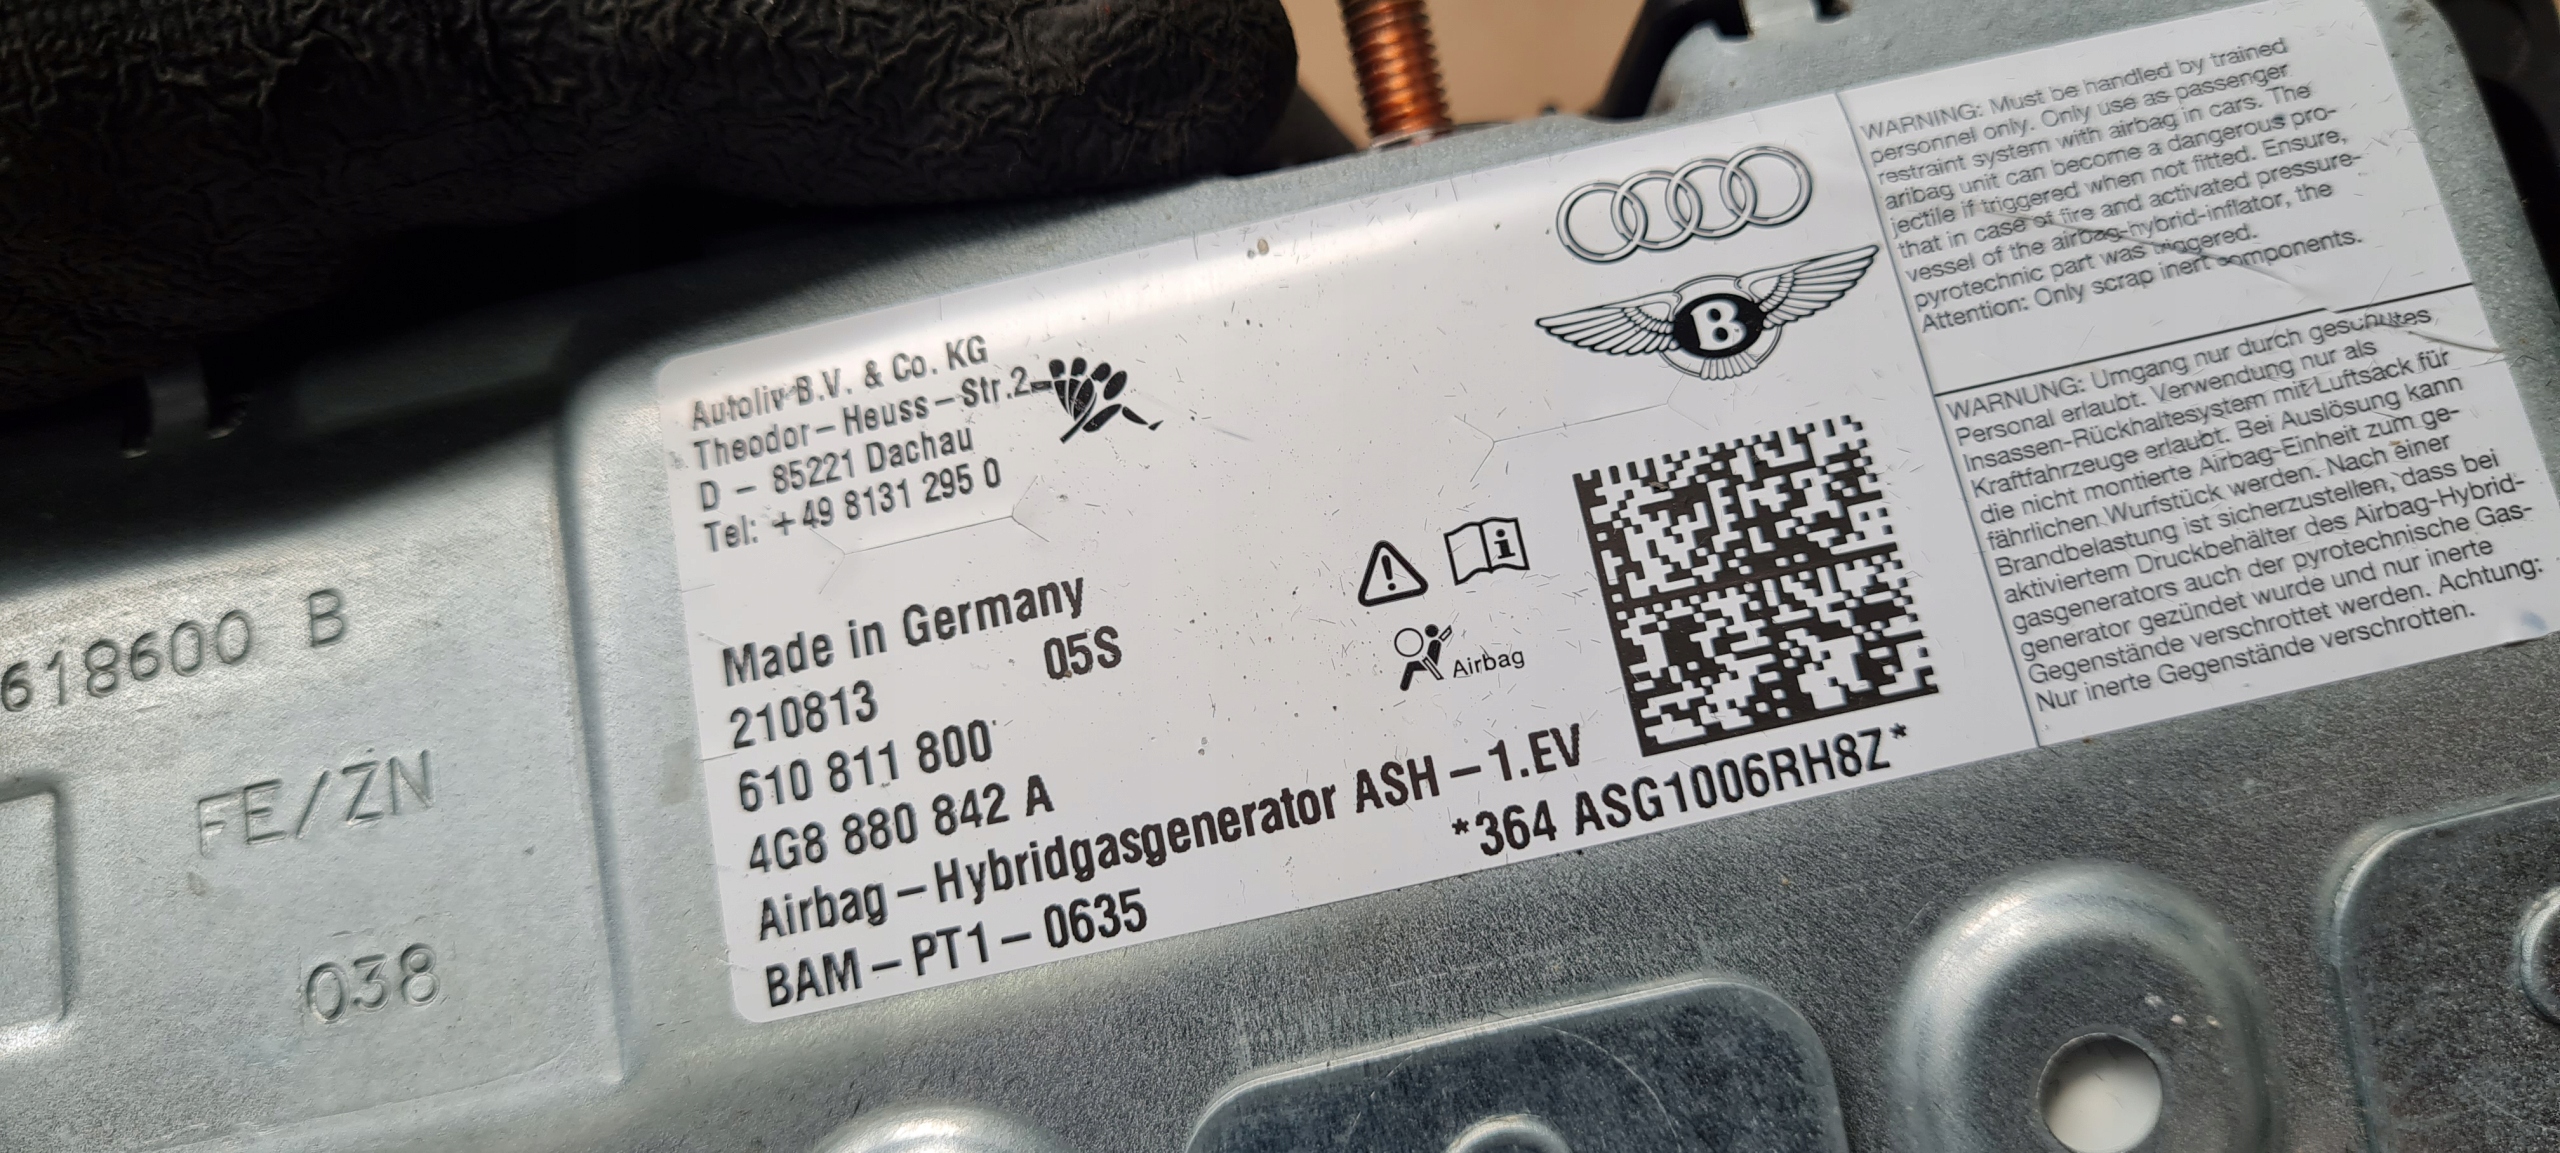 618600 B
FE/ZN
038
Autoliv B.V. & Co. KG
Theodor–Heuss–Str.2
D – 85221 Dachau
Tel: +49 8131 295 0
Made in Germany
05S
210813
610 811 800
4G8 880 842 A
Airbag–Hybridgasgenerator ASH–1.EV
BAM–PT1–0635
B
Airbag
*364 ASG1006RH8Z*
WARNING: Must be handled by trained
personnel only. Only use as passenger
restraint system with airbag in cars. The
aribag unit can become a dangerous pro-
jectile if triggered when not fitted. Ensure,
that in case of fire and activated pressure-
vessel of the airbag-hybrid-inflator, the
pyrotechnic part was triggered.
Attention: Only scrap inert components.
WARNUNG: Umgang nur durch geschultes
Personal erlaubt. Verwendung nur als
Insassen-Rückhaltesystem mit Luftsack für
Kraftfahrzeuge erlaubt. Bei Auslösung kann
die nicht montierte Airbag-Einheit zum ge-
fährlichen Wurfstück werden. Nach einer
Brandbelastung ist sicherzustellen, dass bei
aktiviertem Druckbehälter des Airbag-Hybrid-
gasgenerators auch der pyrotechnische Gas-
generator gezündet wurde und nur inerte
Gegenstände verschrottet werden. Achtung:
Nur inerte Gegenstände verschrotten.